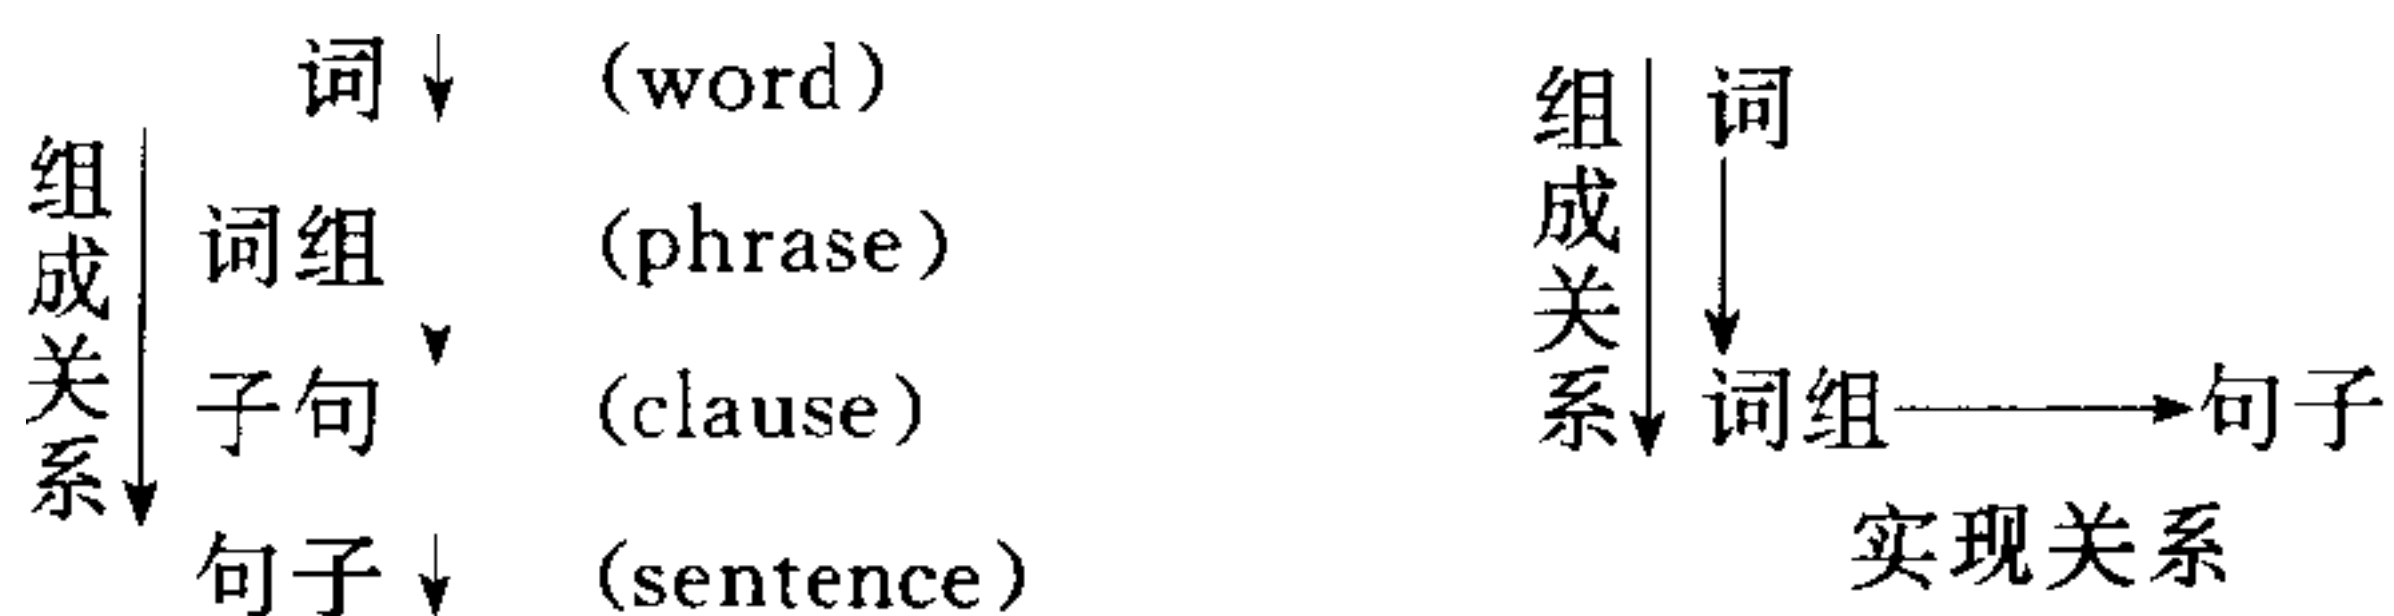 组成关系
词 (word)
词组 (phrase)
子句 (clause)
句子 (sentence)
组成关系
词
词组 句子
实现关系